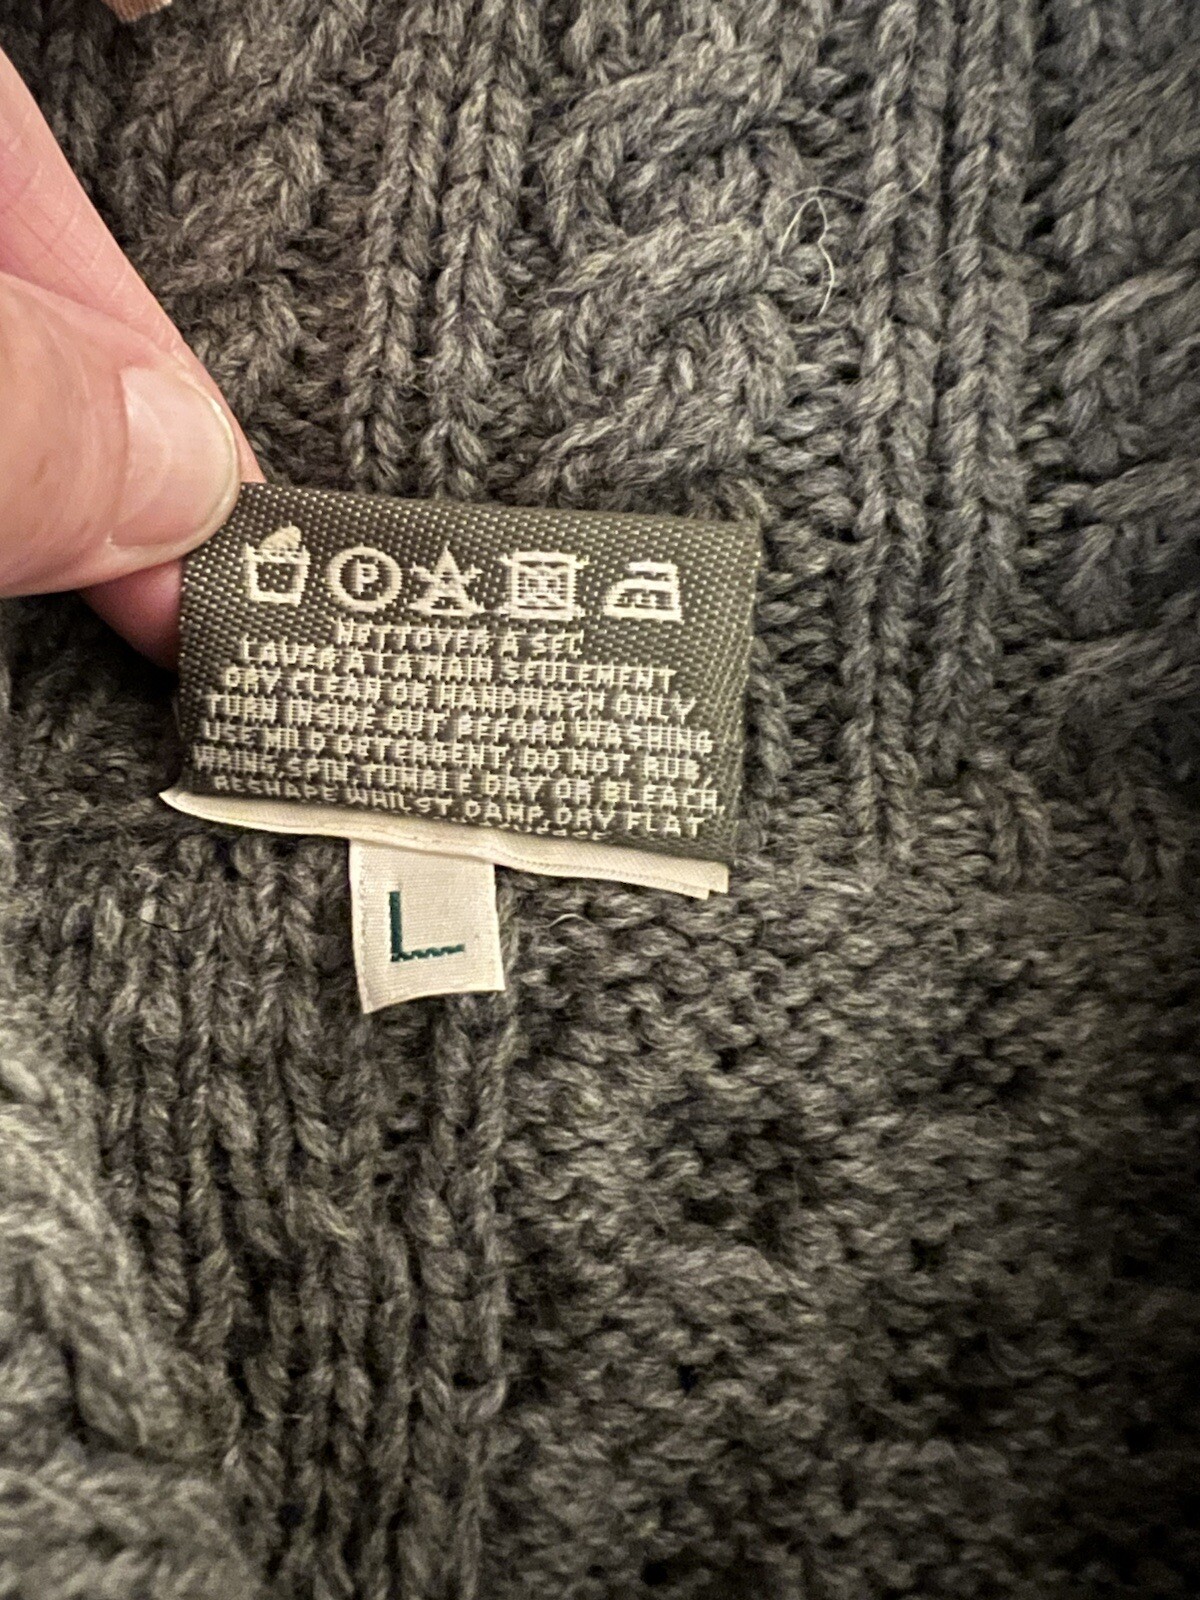 P
NETTOYER A SEC
LAVER A LA MAIN SEULEMENT
DRY CLEAN OR HANDWASH ONLY
TURN INSIDE OUT BEFORE WASHING
USE MILD DETERGENT, DO NOT RUB,
WRING, SPIN, TUMBLE DRY OR BLEACH,
RESHAPE WHILST DAMP, DRY FLAT
L